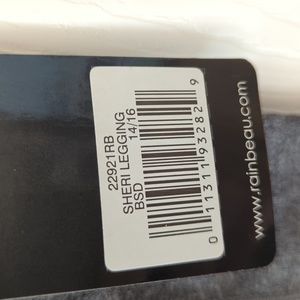 22921RB
SHERI LEGGING
14/16
BSD
0 11311 93282 9
www.rainbeau.com